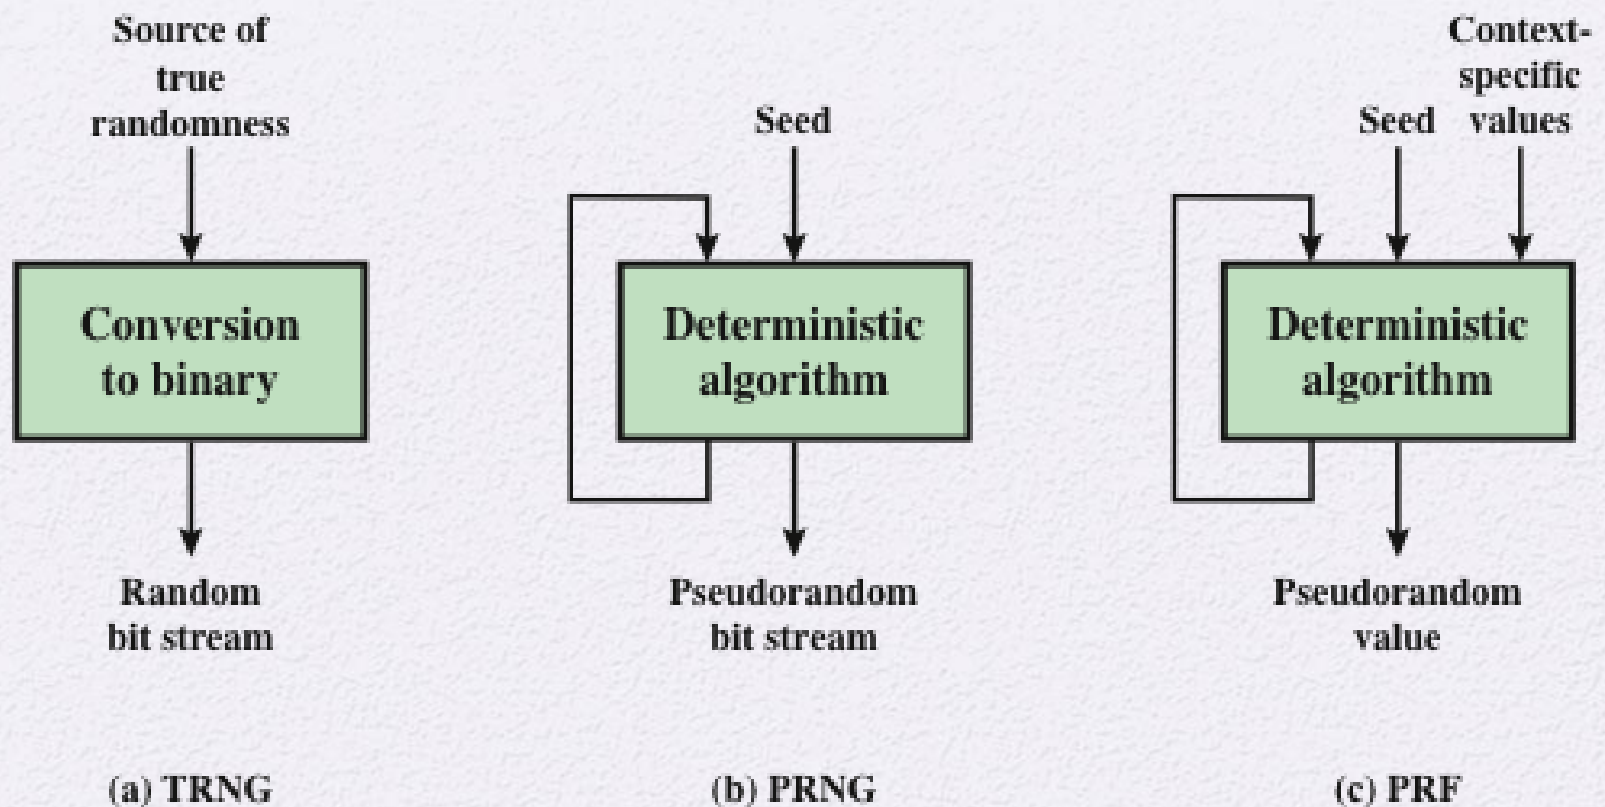 Source of
true
randomness
Conversion
to binary
Random
bit stream
(a) TRNG
Seed
Deterministic
algorithm
Pseudorandom
bit stream
(b) PRNG
Seed
Context-
specific
values
Deterministic
algorithm
Pseudorandom
value
(c) PRF